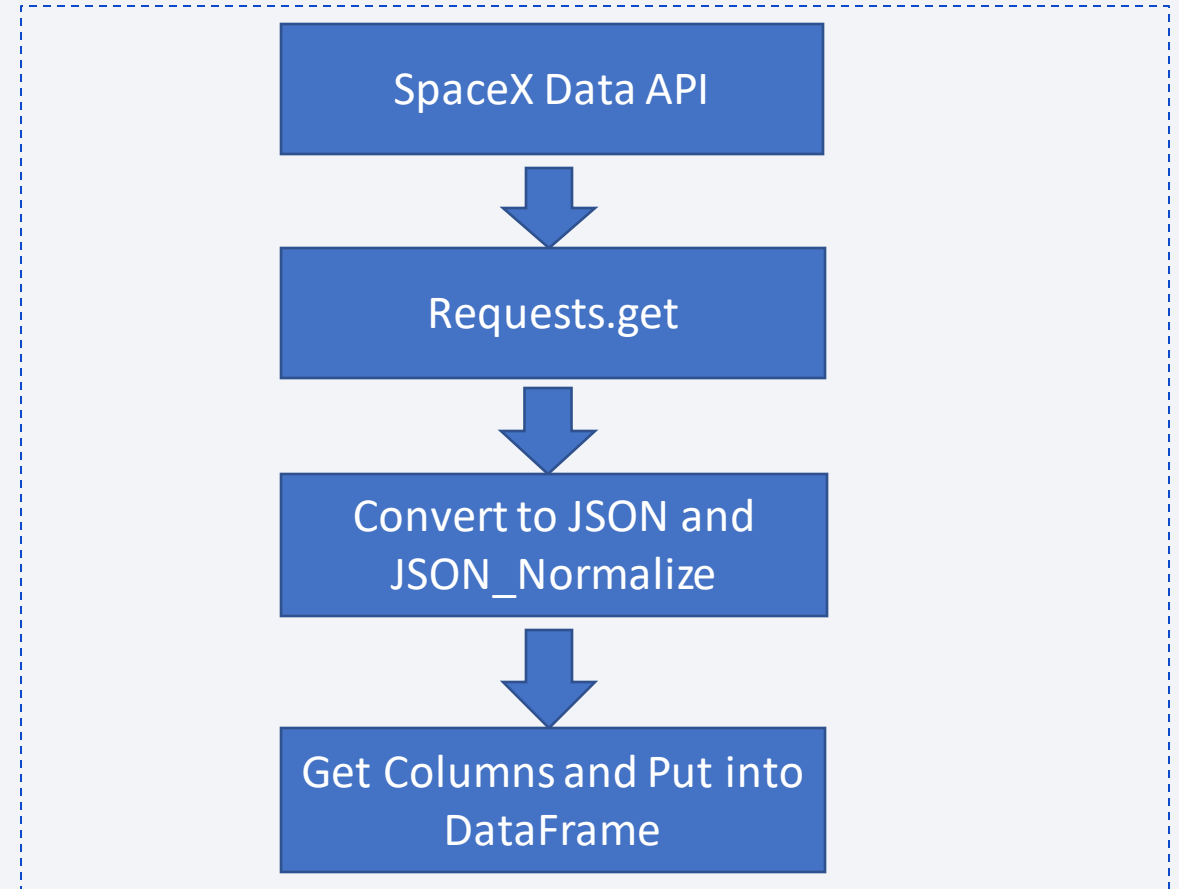 SpaceX Data API
Requests.get
Convert to JSON and
JSON_Normalize
Get Columns and Put into
DataFrame